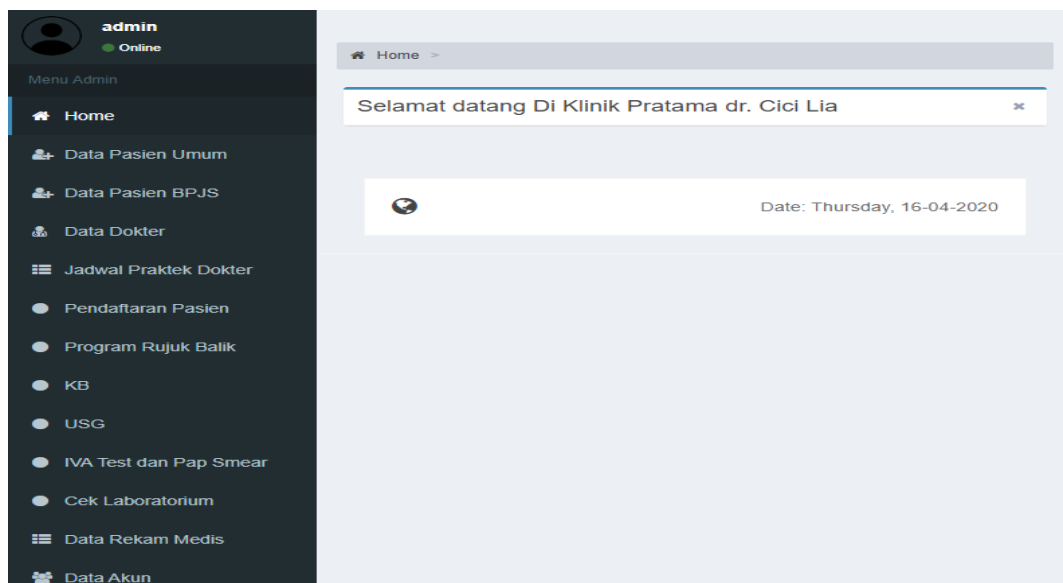 admin
Online
Menu Admin
Home
Data Pasien Umum
Data Pasien BPJS
Data Dokter
Jadwal Praktek Dokter
Pendaftaran Pasien
Program Rujuk Balik
KB
USG
IVA Test dan Pap Smear
Cek Laboratorium
Data Rekam Medis
Data Akun
Home >
Selamat datang Di Klinik Pratama dr. Cici Lia
Date: Thursday, 16-04-2020